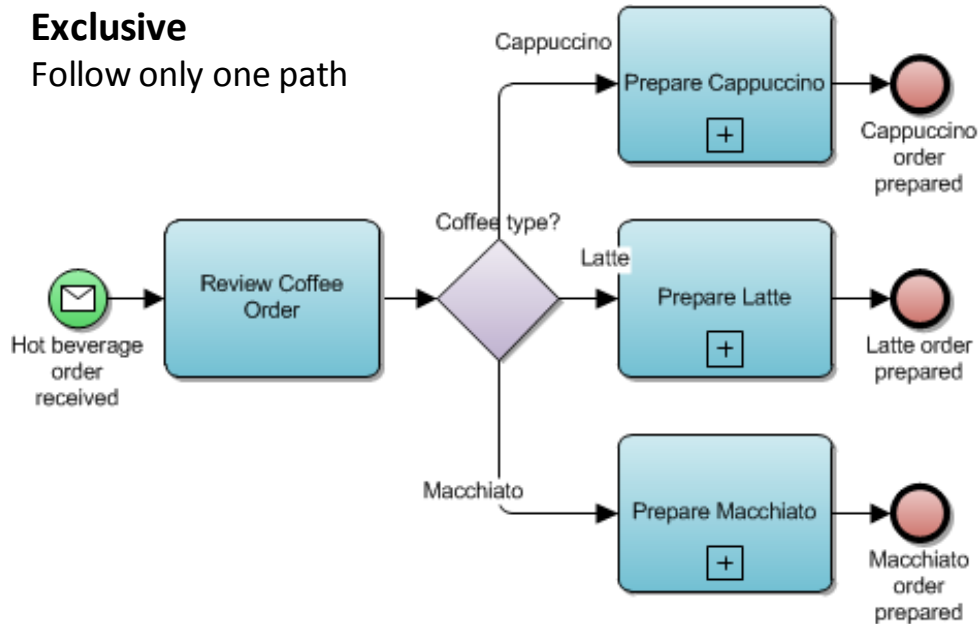 Exclusive
Follow only one path
Hot beverage
order
received
Review Coffee
Order
Coffee type?
Cappuccino
Prepare Cappuccino
Cappuccino
order
prepared
Latte
Prepare Latte
Latte order
prepared
Macchiato
Prepare Macchiato
Macchiato
order
prepared